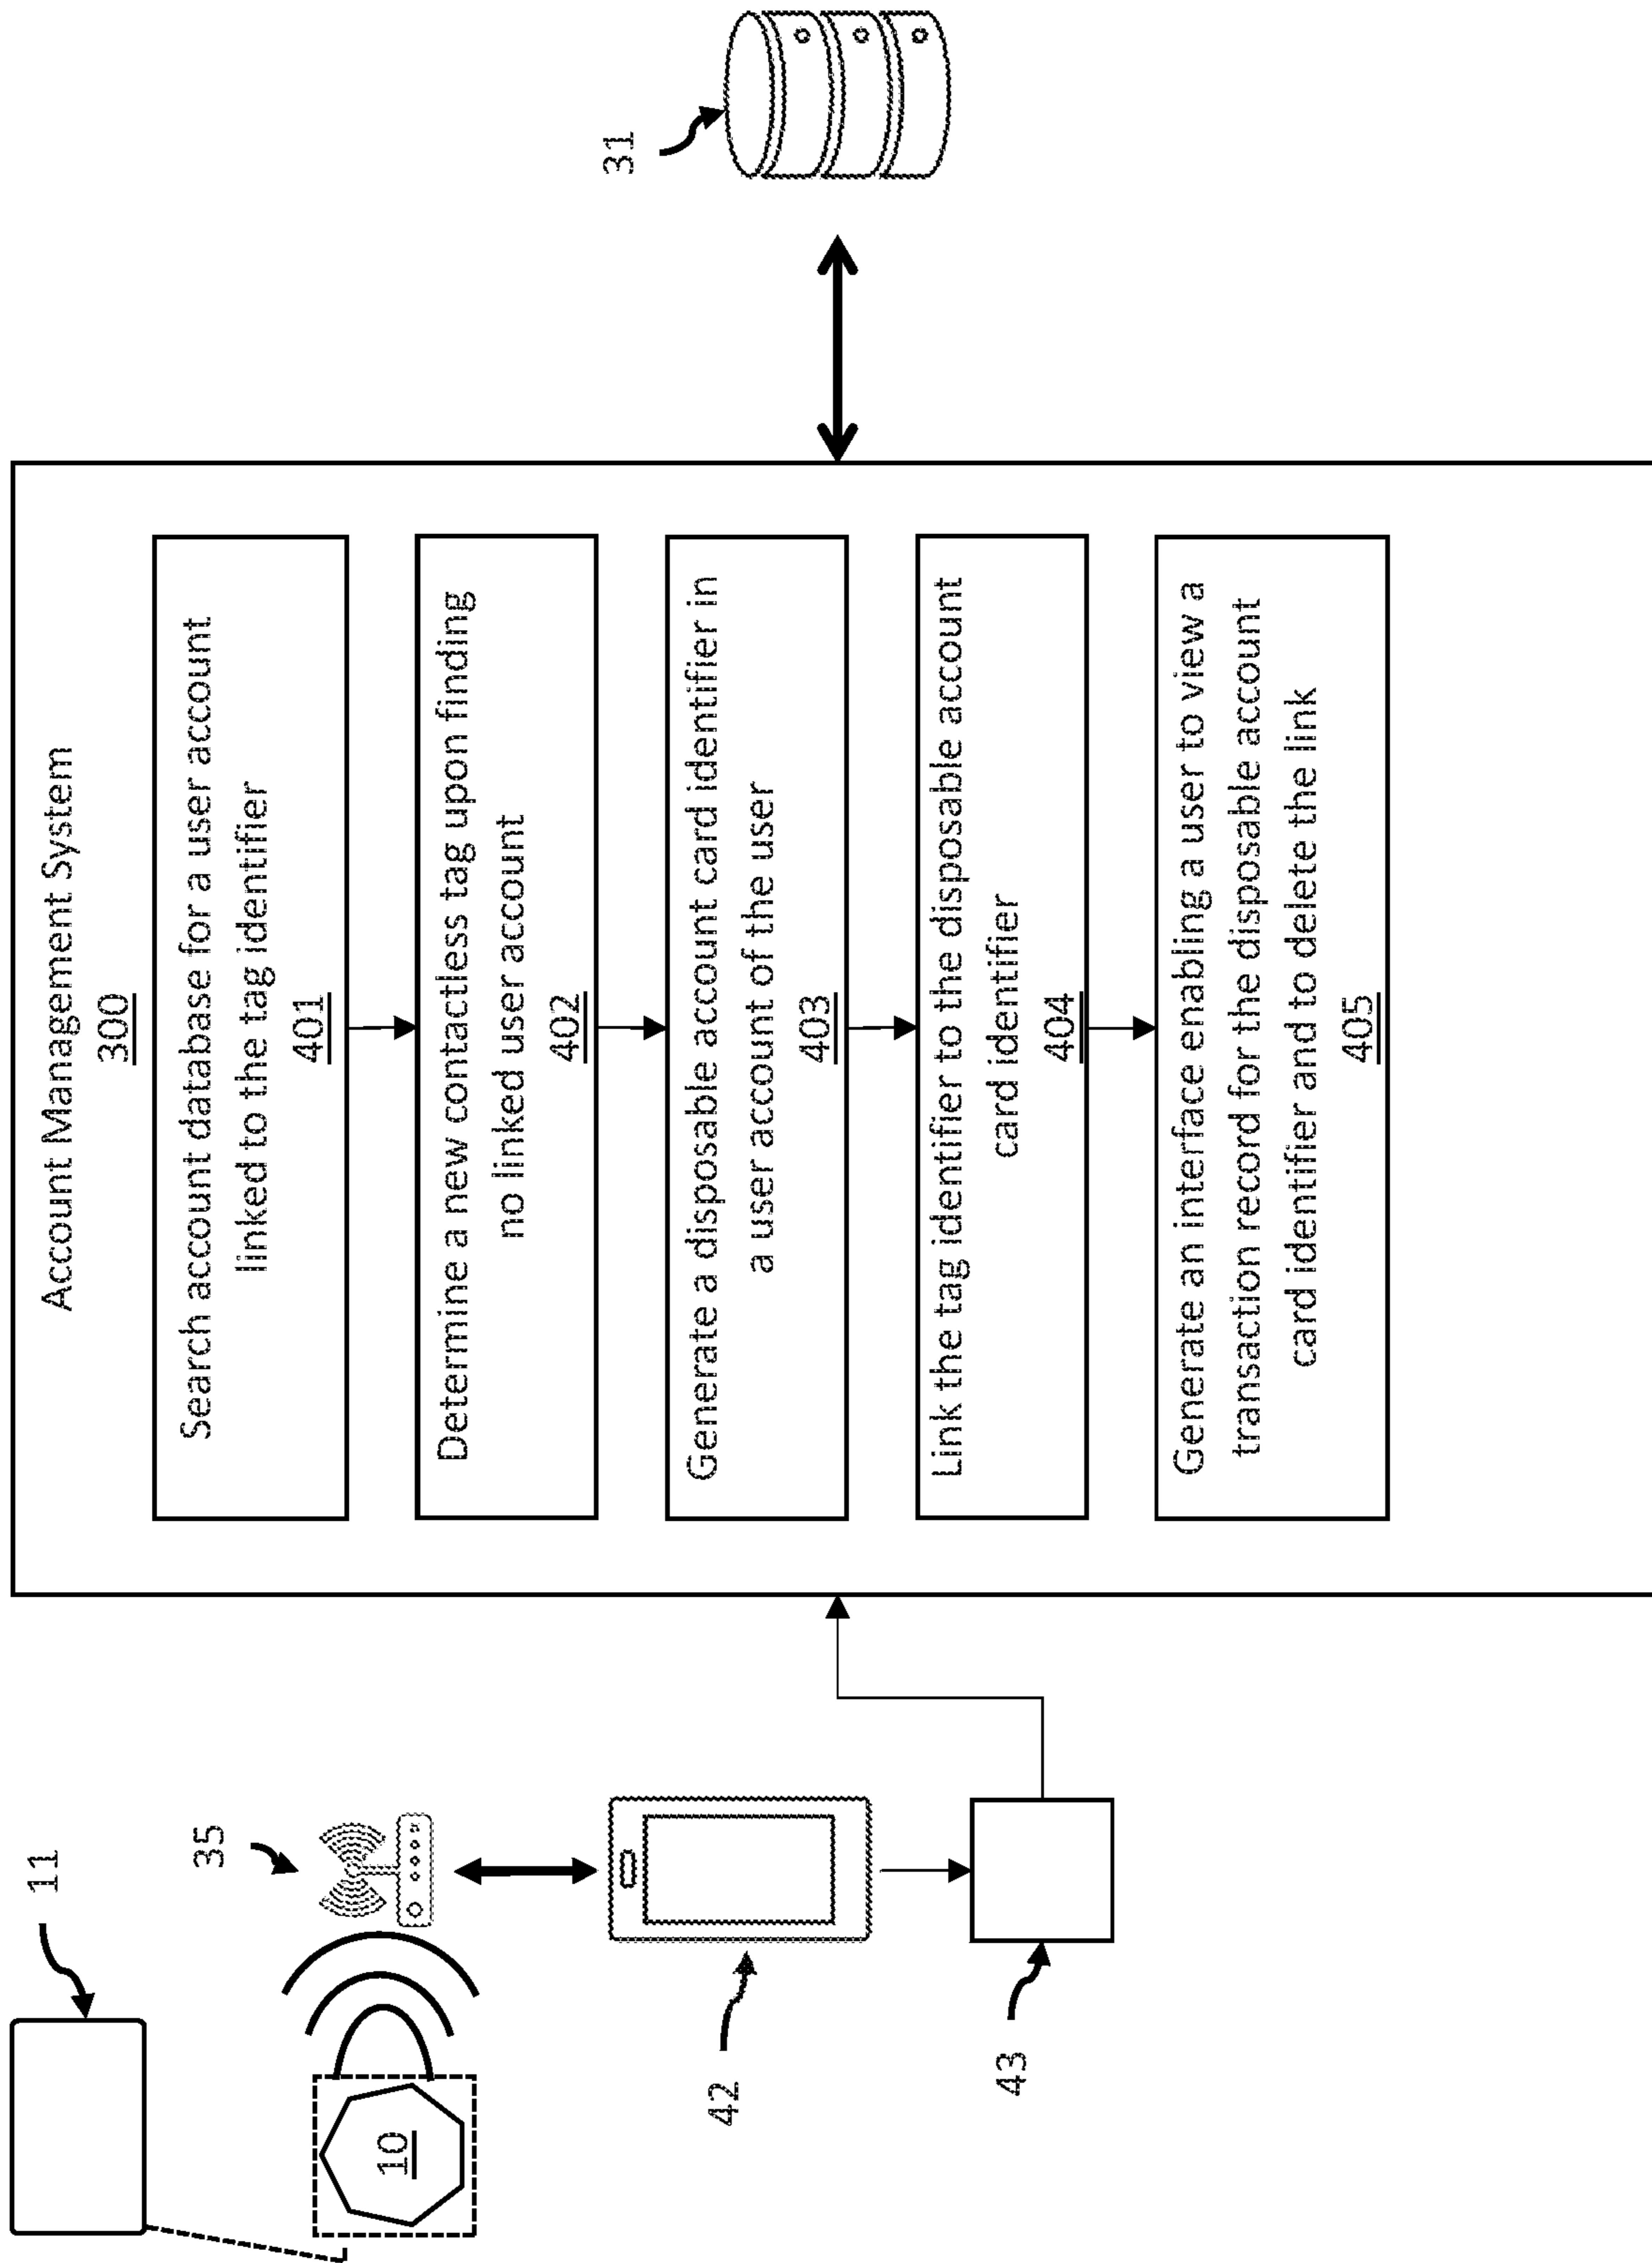 11
10
35
42
43
Account Management System
300
Search account database for a user account
linked to the tag identifier
401
Determine a new contactless tag upon finding
no linked user account
402
Generate a disposable account card identifier in
a user account of the user
403
Link the tag identifier to the disposable account
card identifier
404
Generate an interface enabling a user to view a
transaction record for the disposable account
card identifier and to delete the link
405
31